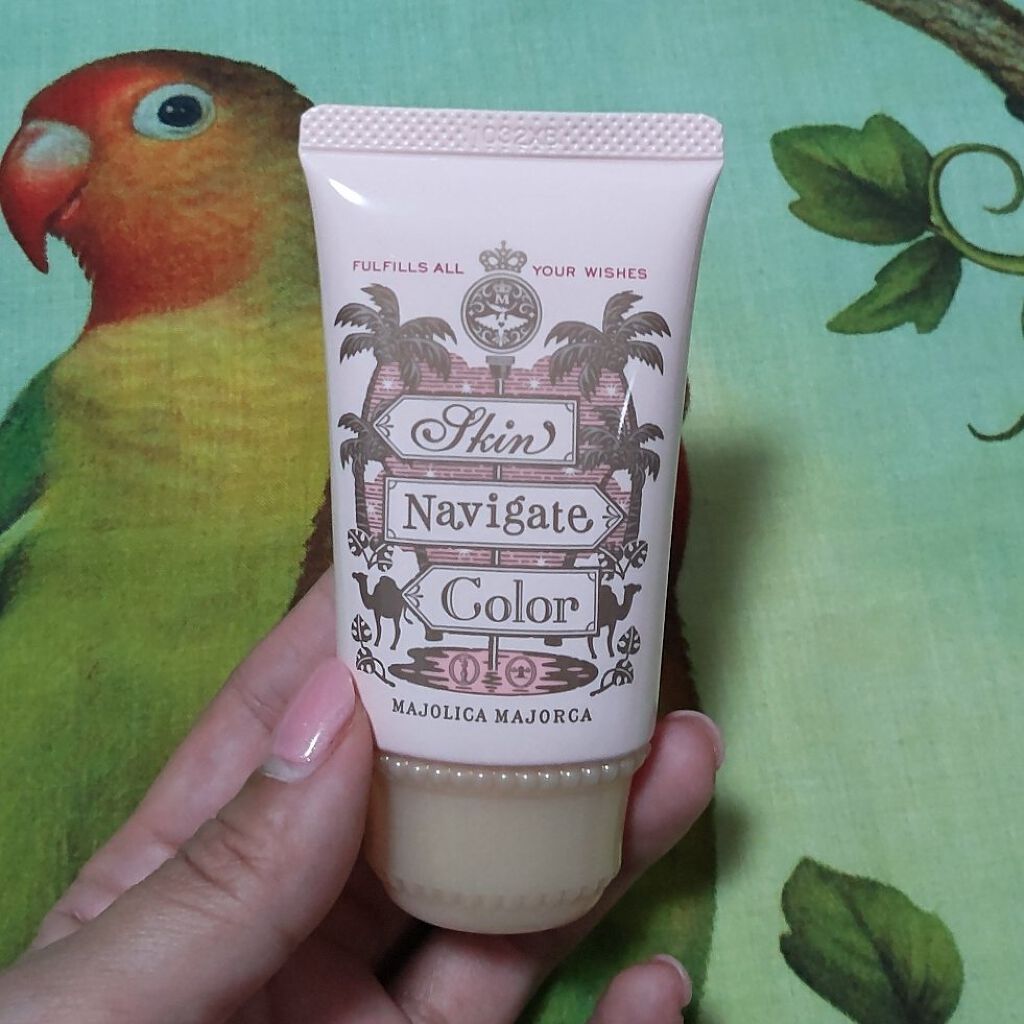 FULFILLS ALL YOUR WISHES
M
Skin
Navigate
Color
MAJOLICA MAJORCA